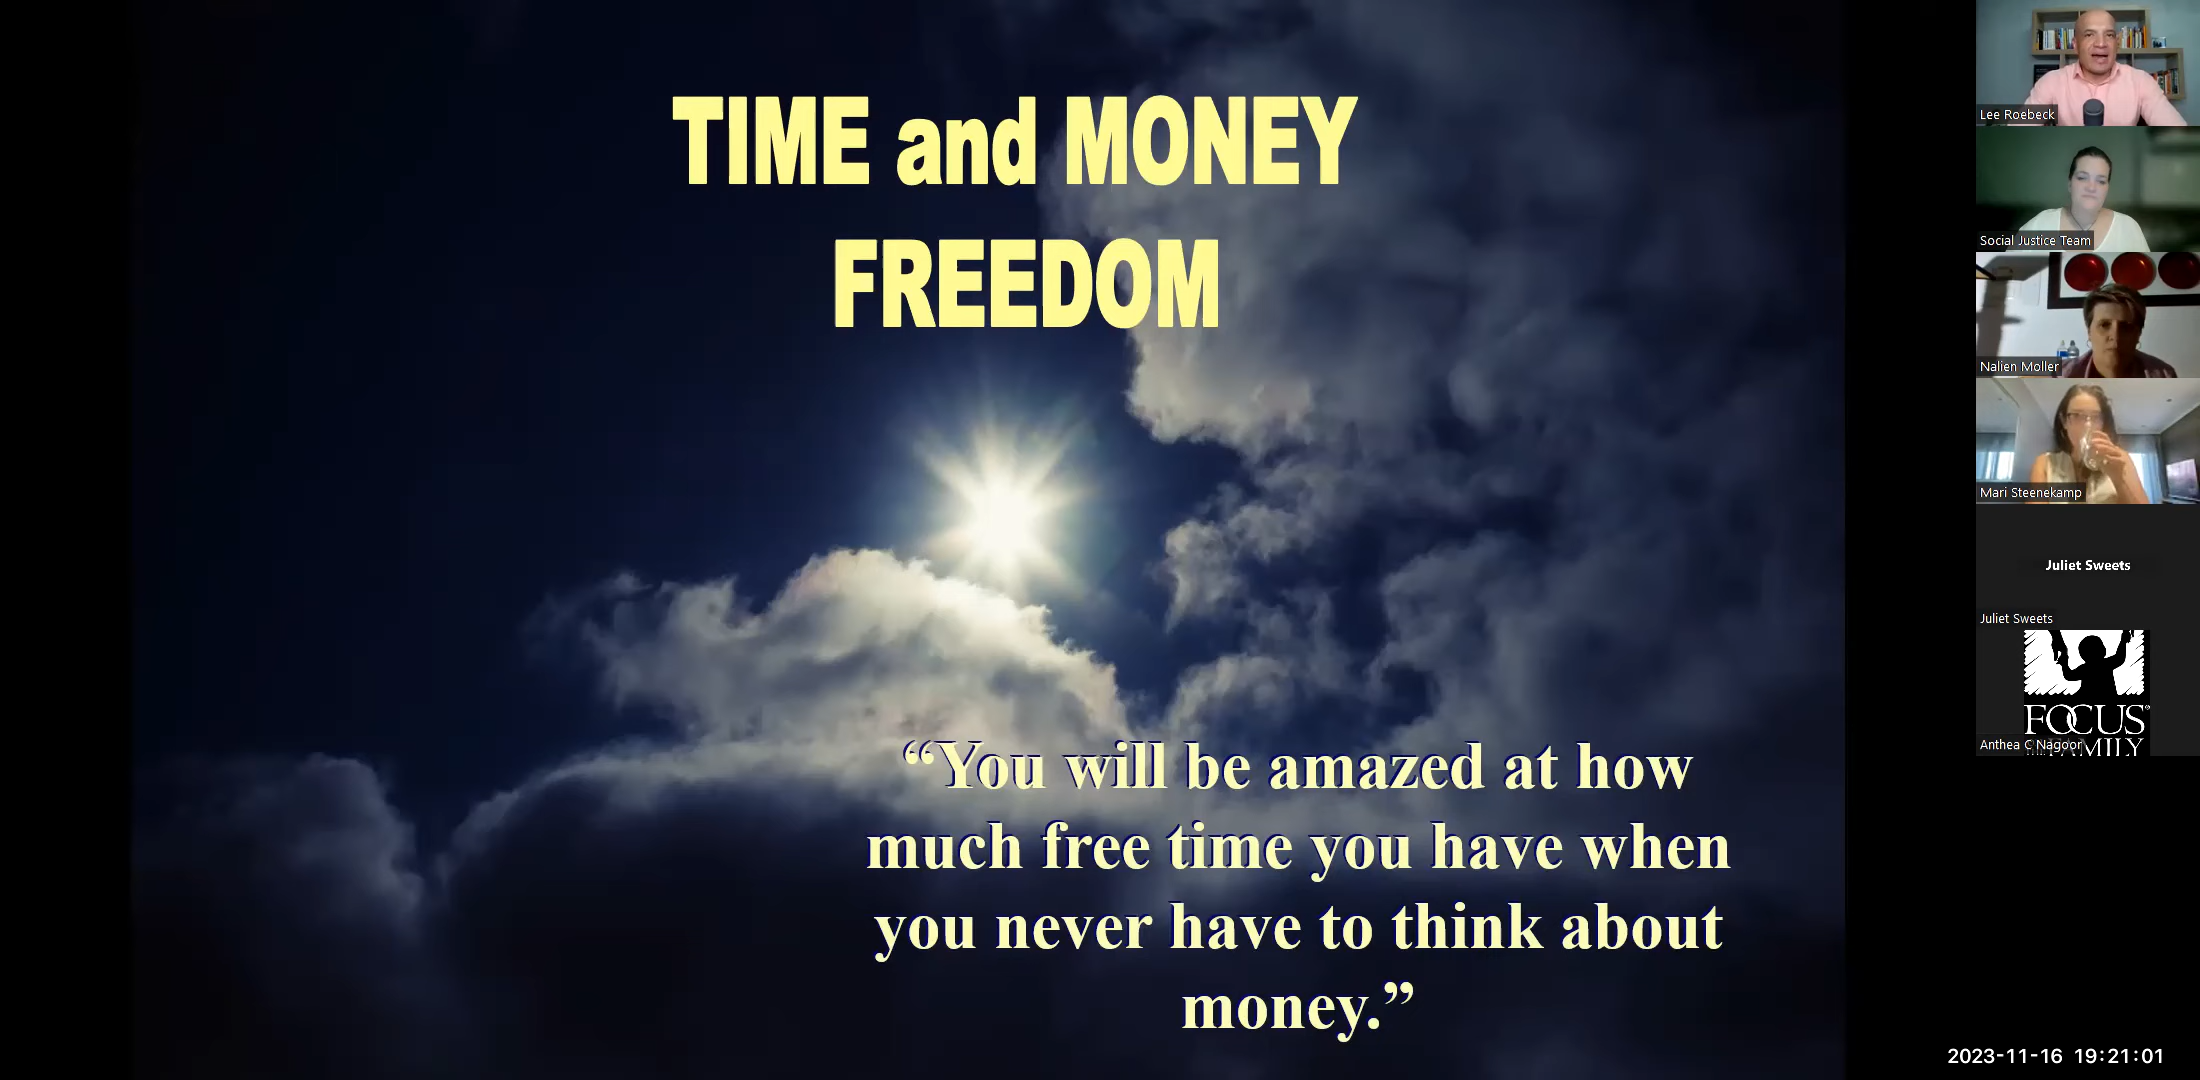 TIME and MONEY
FREEDOM
“You will be amazed at how
much free time you have when
you never have to think about
money.”
Lee Roebeck
Social Justice Team
Nalien Moller
Mari Steenekamp
Juliet Sweets
Juliet Sweets
FOCUS
FAMILY
Anthea C Nagoor
2023-11-16 19:21:01